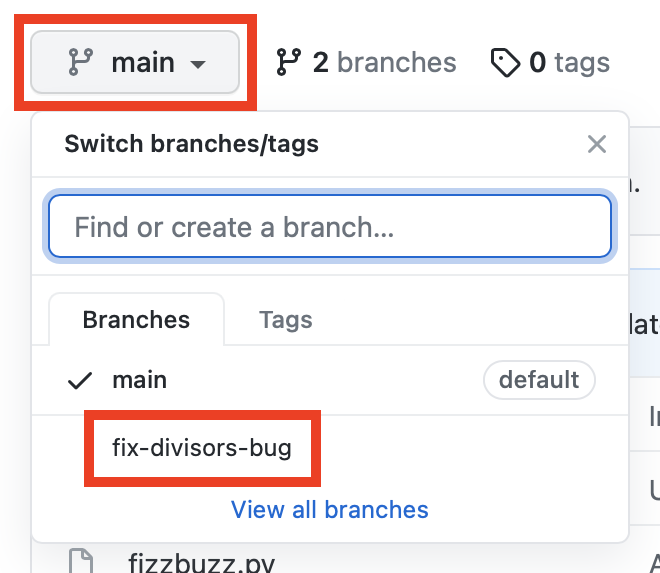 main 2 branches 0 tags
Switch branches/tags
Find or create a branch...
Branches Tags
main default
fix-divisors-bug
View all branches
fizzbuzz.py